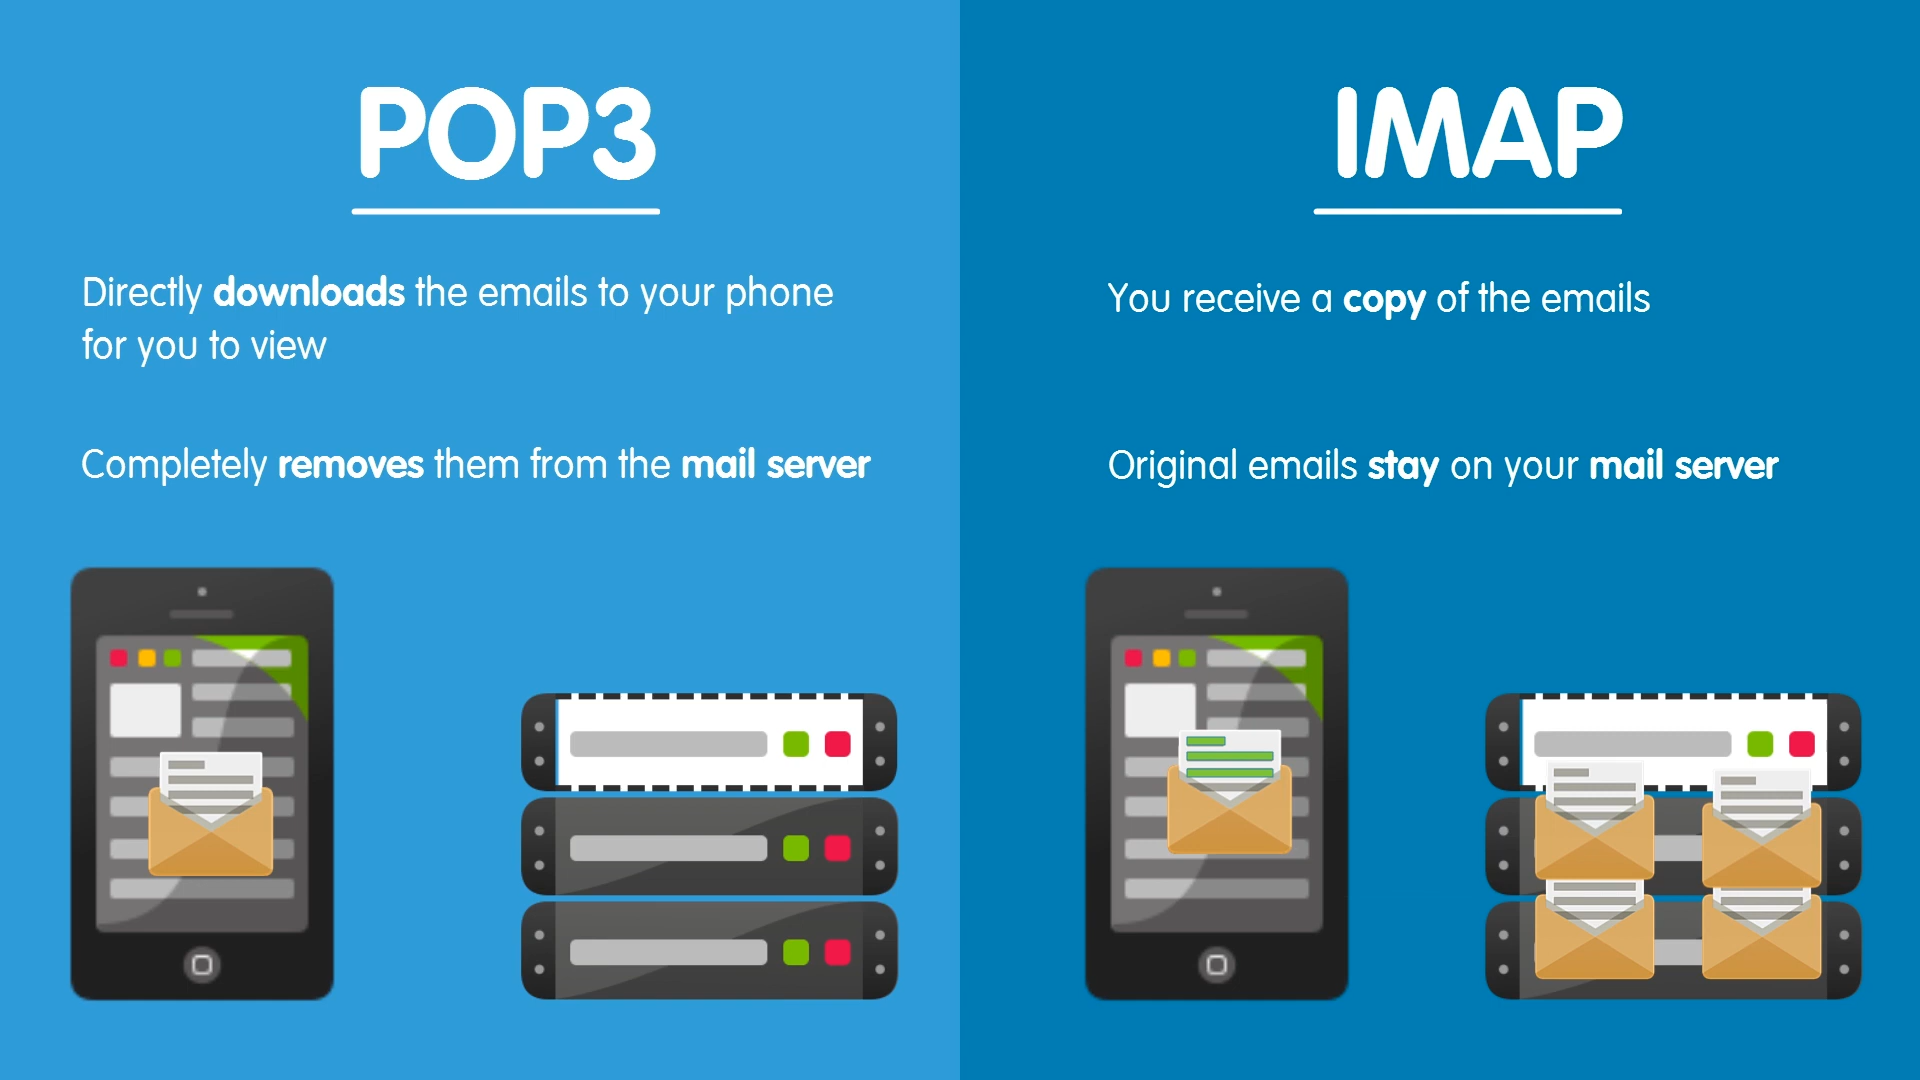 POP3
Directly downloads the emails to your phone
for you to view
Completely removes them from the mail server
IMAP
You receive a copy of the emails
Original emails stay on your mail server